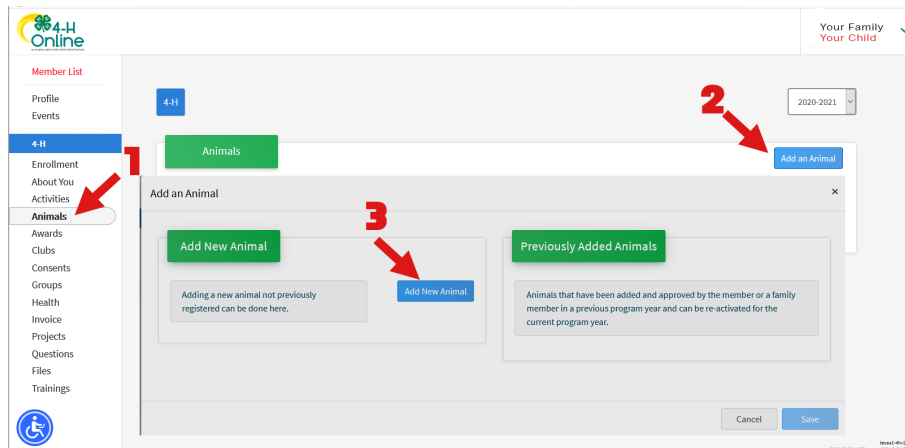 4-H
Online
Your Family
Your Child
Member List
Profile
Events
4-H
Enrollment
About You
Activities
Animals
Awards
Clubs
Consents
Groups
Health
Invoice
Projects
Questions
Files
Trainings
4-H
2
2020-2021
Animals
Add an Animal
1
Add an Animal
×
3
Add New Animal
Adding a new animal not previously
registered can be done here.
Add New Animal
Previously Added Animals
Animals that have been added and approved by the member or a family
member in a previous program year and can be re-activated for the
current program year.
Cancel
Save